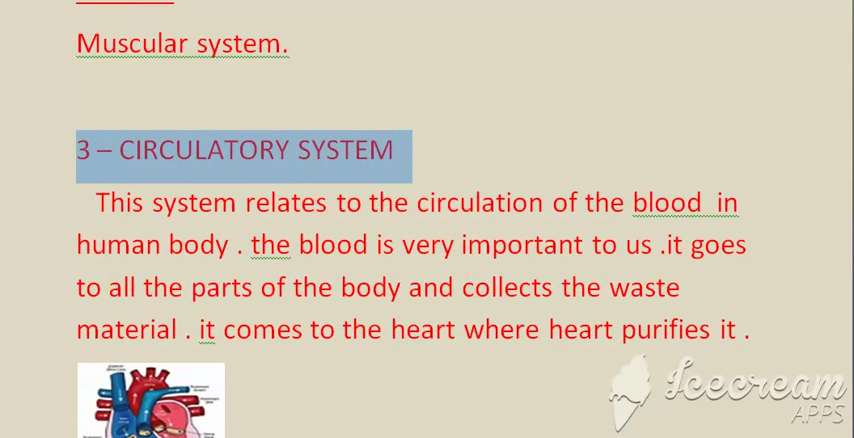 Muscular system.
3 – CIRCULATORY SYSTEM
This system relates to the circulation of the blood in
human body . the blood is very important to us .it goes
to all the parts of the body and collects the waste
material . it comes to the heart where heart purifies it .
Icecream
APPS